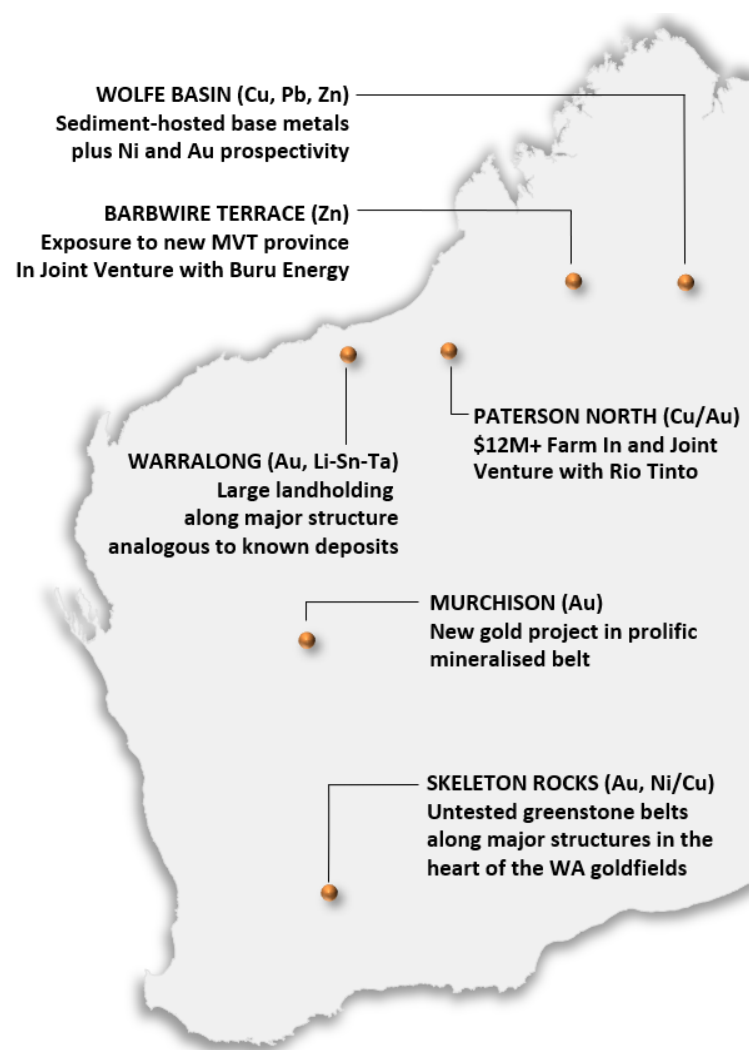 WOLFE BASIN (Cu, Pb, Zn)
Sediment-hosted base metals
plus Ni and Au prospectivity
BARBWIRE TERRACE (Zn)
Exposure to new MVT province
In Joint Venture with Buru Energy
PATERSON NORTH (Cu/Au)
$12M+ Farm In and Joint
Venture with Rio Tinto
WARRALONG (Au, Li-Sn-Ta)
Large landholding
along major structure
analogous to known deposits
MURCHISON (Au)
New gold project in prolific
mineralised belt
SKELETON ROCKS (Au, Ni/Cu)
Untested greenstone belts
along major structures in the
heart of the WA goldfields